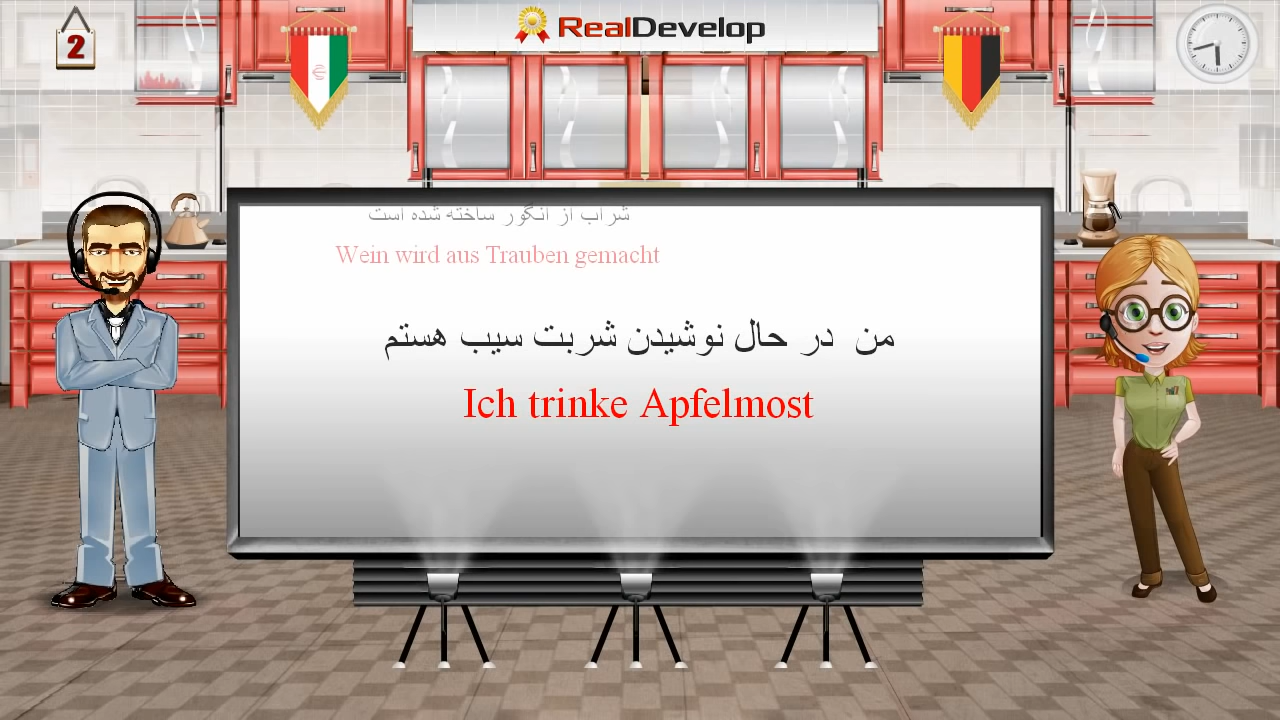 2
RealDevelop
شراب از انگور ساخته شده است
Wein wird aus Trauben gemacht
من در حال نوشیدن شربت سیب هستم
Ich trinke Apfelmost